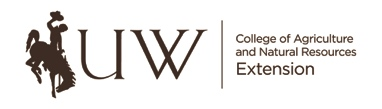 UW
College of Agriculture
and Natural Resources
Extension